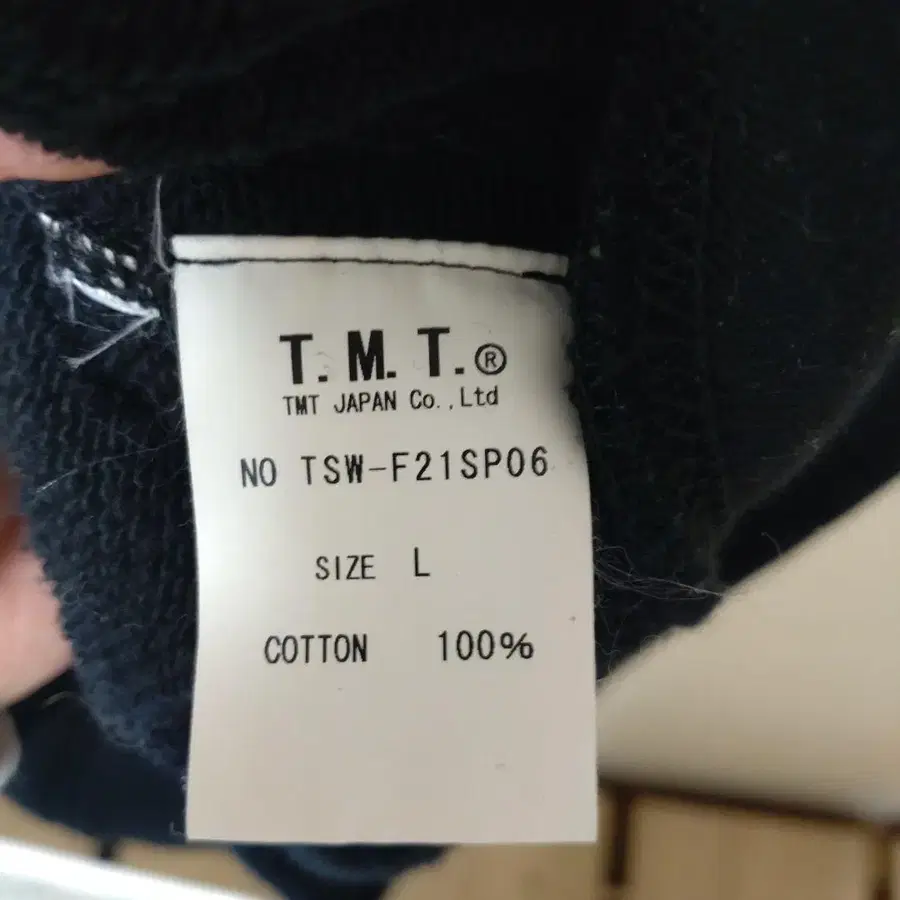 T.M.T.®
TMT JAPAN Co.,Ltd
NO TSW-F21SP06
SIZE L
COTTON 100%